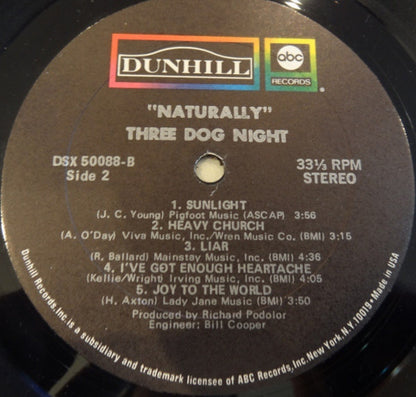 DUNHILL
abc
RECORDS
®
"NATURALLY"
THREE DOG NIGHT
DSX 50088-B
Side 2
33⅓ RPM
STEREO
1. SUNLIGHT
(J. C. Young) Pigfoot Music (ASCAP) 3:56
2. HEAVY CHURCH
(A. O'Day) Viva Music, Inc./Wren Music Co. (BMI) 3:15
3. LIAR
(R. Ballard) Mainstay Music, Inc. (BMI) 4:36
4. I'VE GOT ENOUGH HEARTACHE
(Kellie/Wright) Irving Music (BMI) 4:05
5. JOY TO THE WORLD
(H. Axton) Lady Jane Music (BMI) 3:50
Produced by Richard Podolor
Engineer: Bill Cooper
Dunhill Records, Inc. is a subsidiary and trademark licensee of ABC Records, Inc. New York, N.Y. 10019 • Made in USA